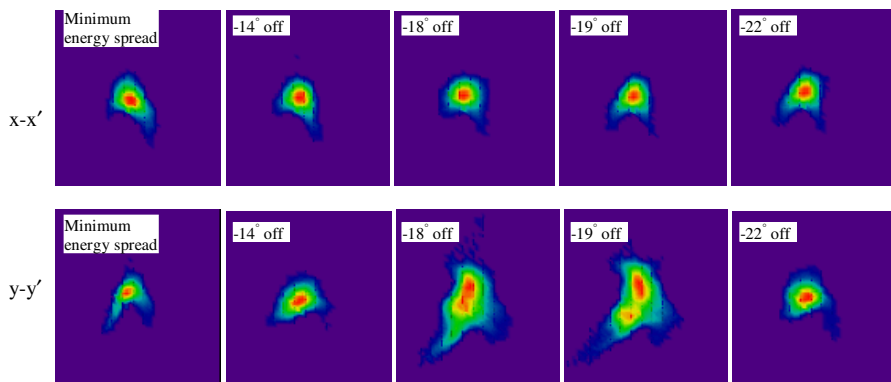 Minimum
energy spread
-14° off
-18° off
-19° off
-22° off
x-x′
Minimum
energy spread
-14° off
-18° off
-19° off
-22° off
y-y′